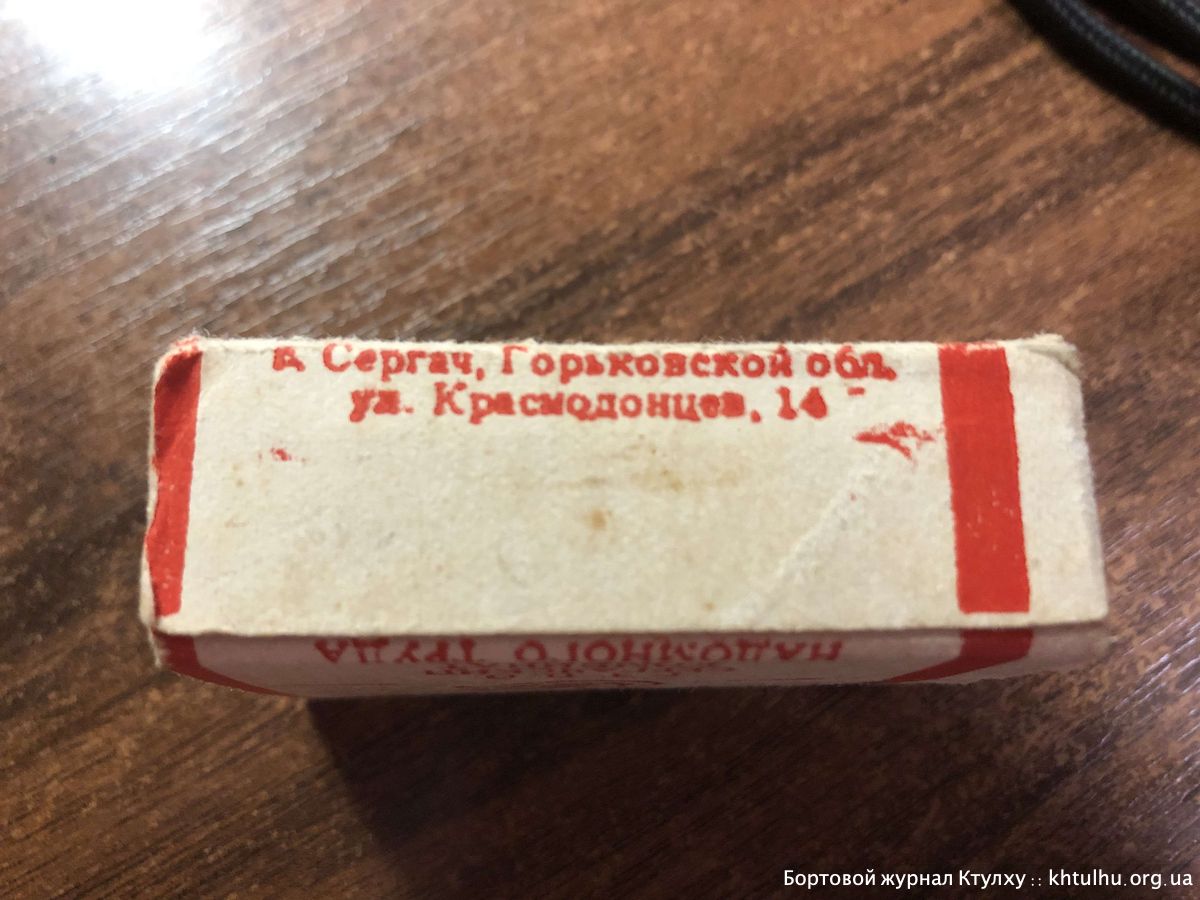 г. Сергач, Горьковской обл.
ул. Краснодонцев, 14
НАДОМНОГО ТРУДА
Бортовой журнал Ктулху :: khtulhu.org.ua